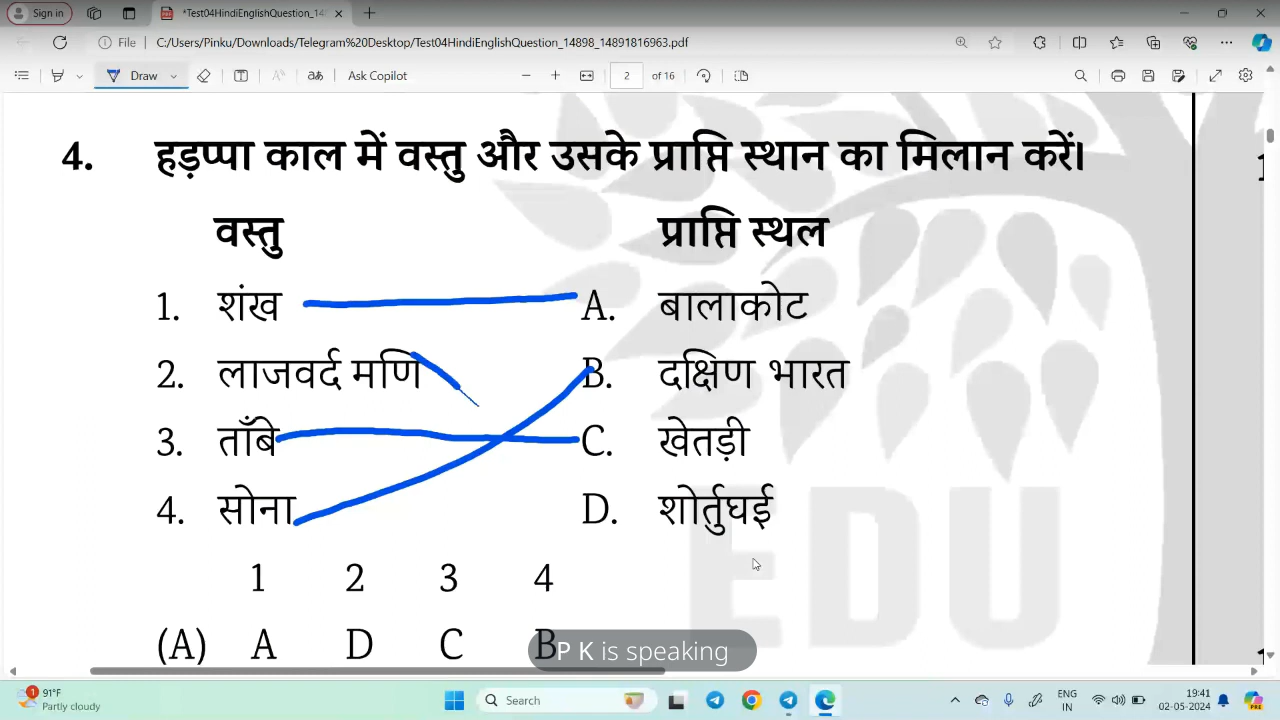 Sign in
*Test04HindiEnglishQuestion_148
File C:/Users/Pinku/Downloads/Telegram%20Desktop/Test04HindiEnglishQuestion_14898_14891816963.pdf
Draw Ask Copilot 2 of 16
4. हड़प्पा काल में वस्तु और उसके प्राप्ति स्थान का मिलान करें।
वस्तु प्राप्ति स्थल
1. शंख A. बालाकोट
2. लाजवर्द मणि B. दक्षिण भारत
3. ताँबे C. खेतड़ी
4. सोना D. शोर्तुघई
1 2 3 4
(A) A D C B
P K is speaking
EDU
91°F
Partly cloudy
Search
ENG
IN
19:41
02-05-2024